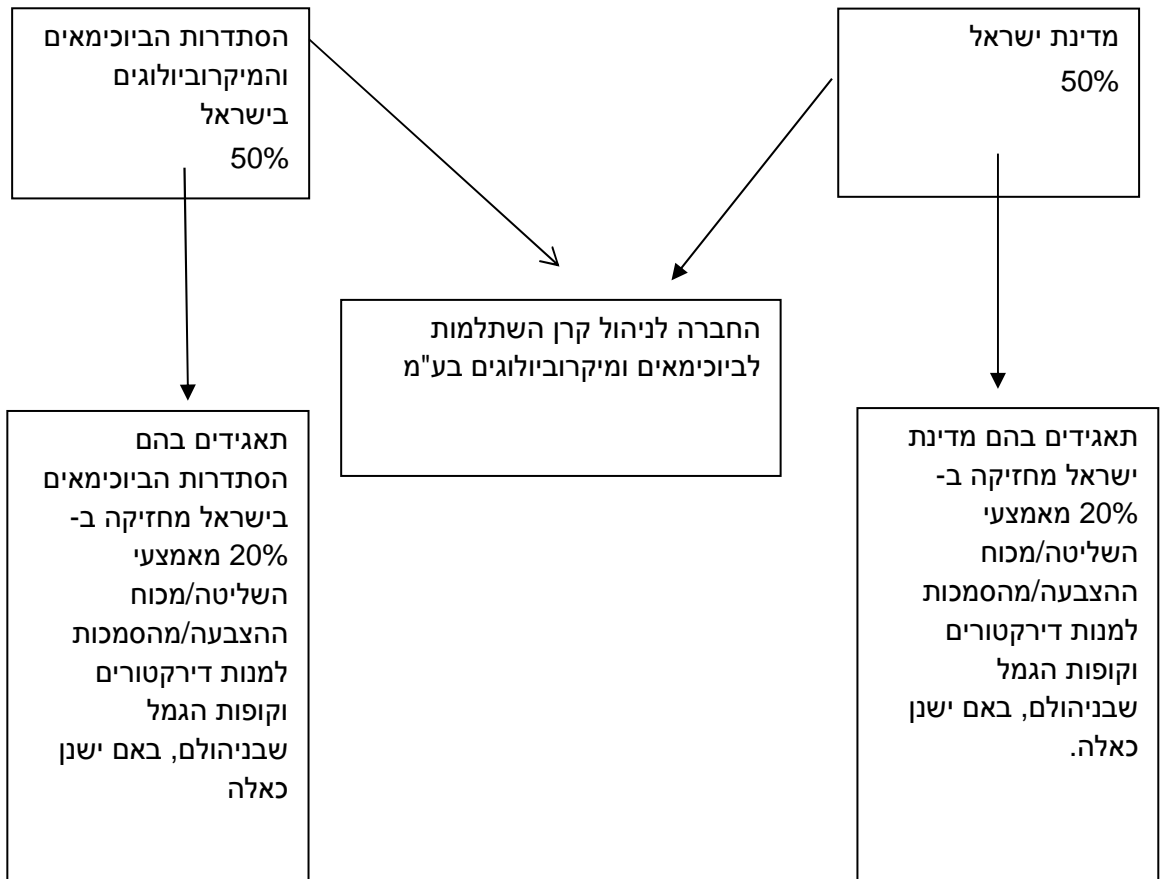 מדינת ישראל
50%
הסתדרות הביוכימאים
והמיקרוביולוגים
בישראל
50%
החברה לניהול קרן השתלמות
לביוכימאים ומיקרוביולוגים בע"מ
תאגידים בהם מדינת
ישראל מחזיקה ב-
20% מאמצעי
השליטה/מכוח
ההצבעה/מהסמכות
למנות דירקטורים
וקופות הגמל
שבניהולם, באם ישנן
כאלה.
תאגידים בהם
הסתדרות הביוכימאים
בישראל מחזיקה ב-
20% מאמצעי
השליטה/מכוח
ההצבעה/מהסמכות
למנות דירקטורים
וקופות הגמל
שבניהולם, באם ישנן
כאלה